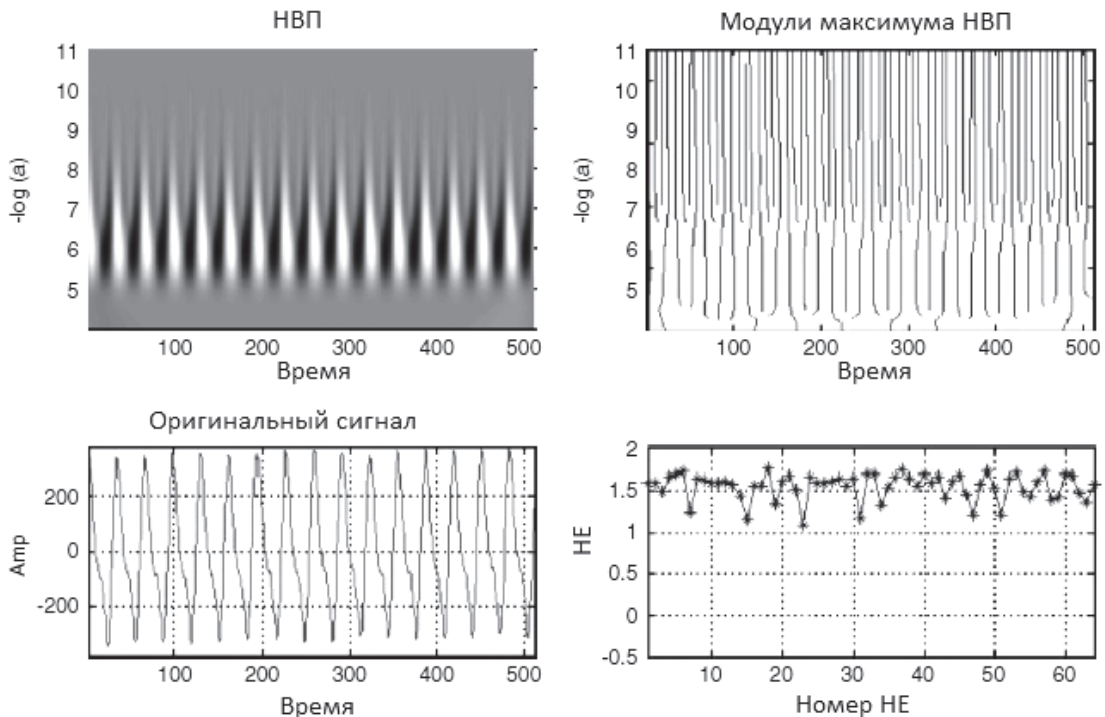 НВП
Модули максимума НВП
11
10
9
8
7
6
5
-log (a)
100 200 300 400 500
Время
11
10
9
8
7
6
5
-log (a)
100 200 300 400 500
Время
Оригинальный сигнал
200
0
-200
Amp
100 200 300 400 500
Время
2
1.5
1
0.5
0
-0.5
HE
10 20 30 40 50 60
Номер НЕ